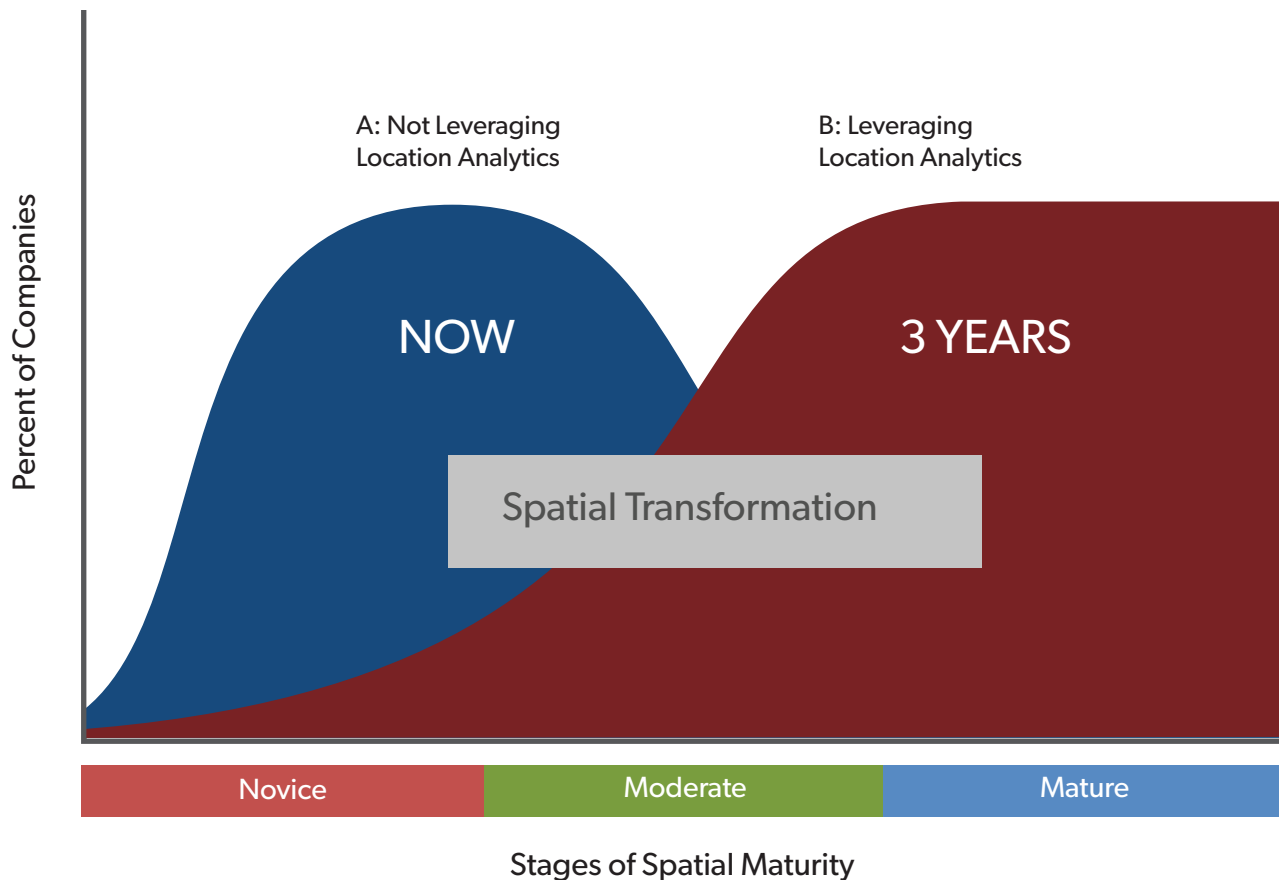 A: Not Leveraging
Location Analytics
B: Leveraging
Location Analytics
Percent of Companies
NOW
3 YEARS
Spatial Transformation
Novice
Moderate
Mature
Stages of Spatial Maturity